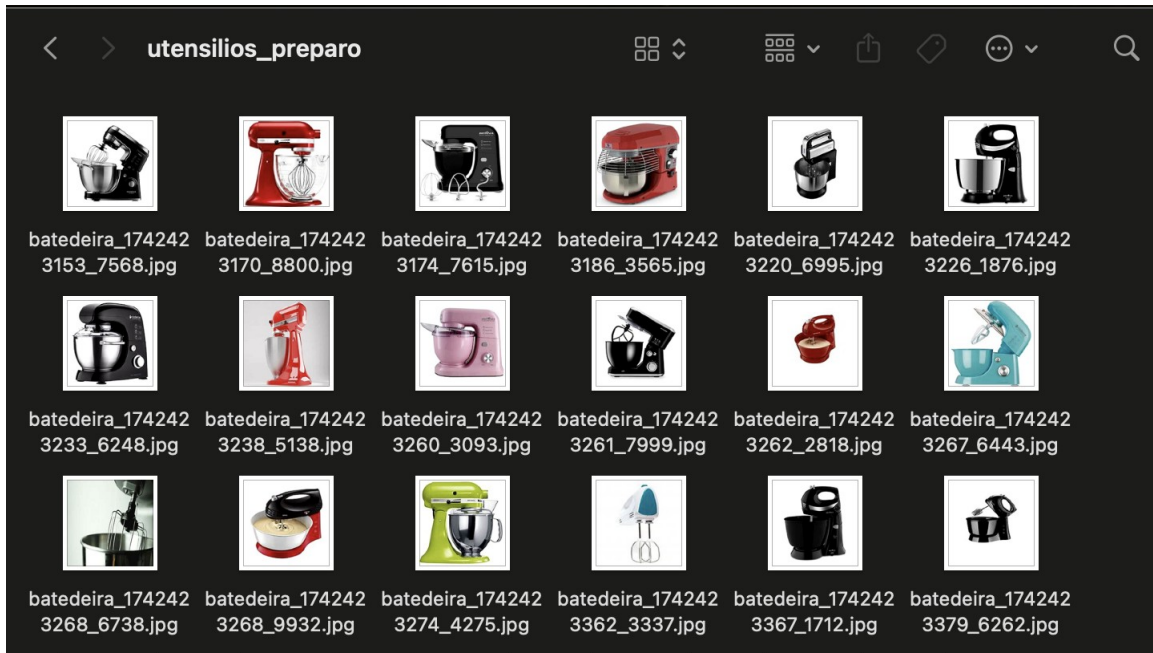 utensilios_preparo
batedeira_174242 batedeira_174242 batedeira_174242 batedeira_174242 batedeira_174242 batedeira_174242
3153_7568.jpg 3170_8800.jpg 3174_7615.jpg 3186_3565.jpg 3220_6995.jpg 3226_1876.jpg
batedeira_174242 batedeira_174242 batedeira_174242 batedeira_174242 batedeira_174242 batedeira_174242
3233_6248.jpg 3238_5138.jpg 3260_3093.jpg 3261_7999.jpg 3262_2818.jpg 3267_6443.jpg
batedeira_174242 batedeira_174242 batedeira_174242 batedeira_174242 batedeira_174242 batedeira_174242
3268_6738.jpg 3268_9932.jpg 3274_4275.jpg 3362_3337.jpg 3367_1712.jpg 3379_6262.jpg